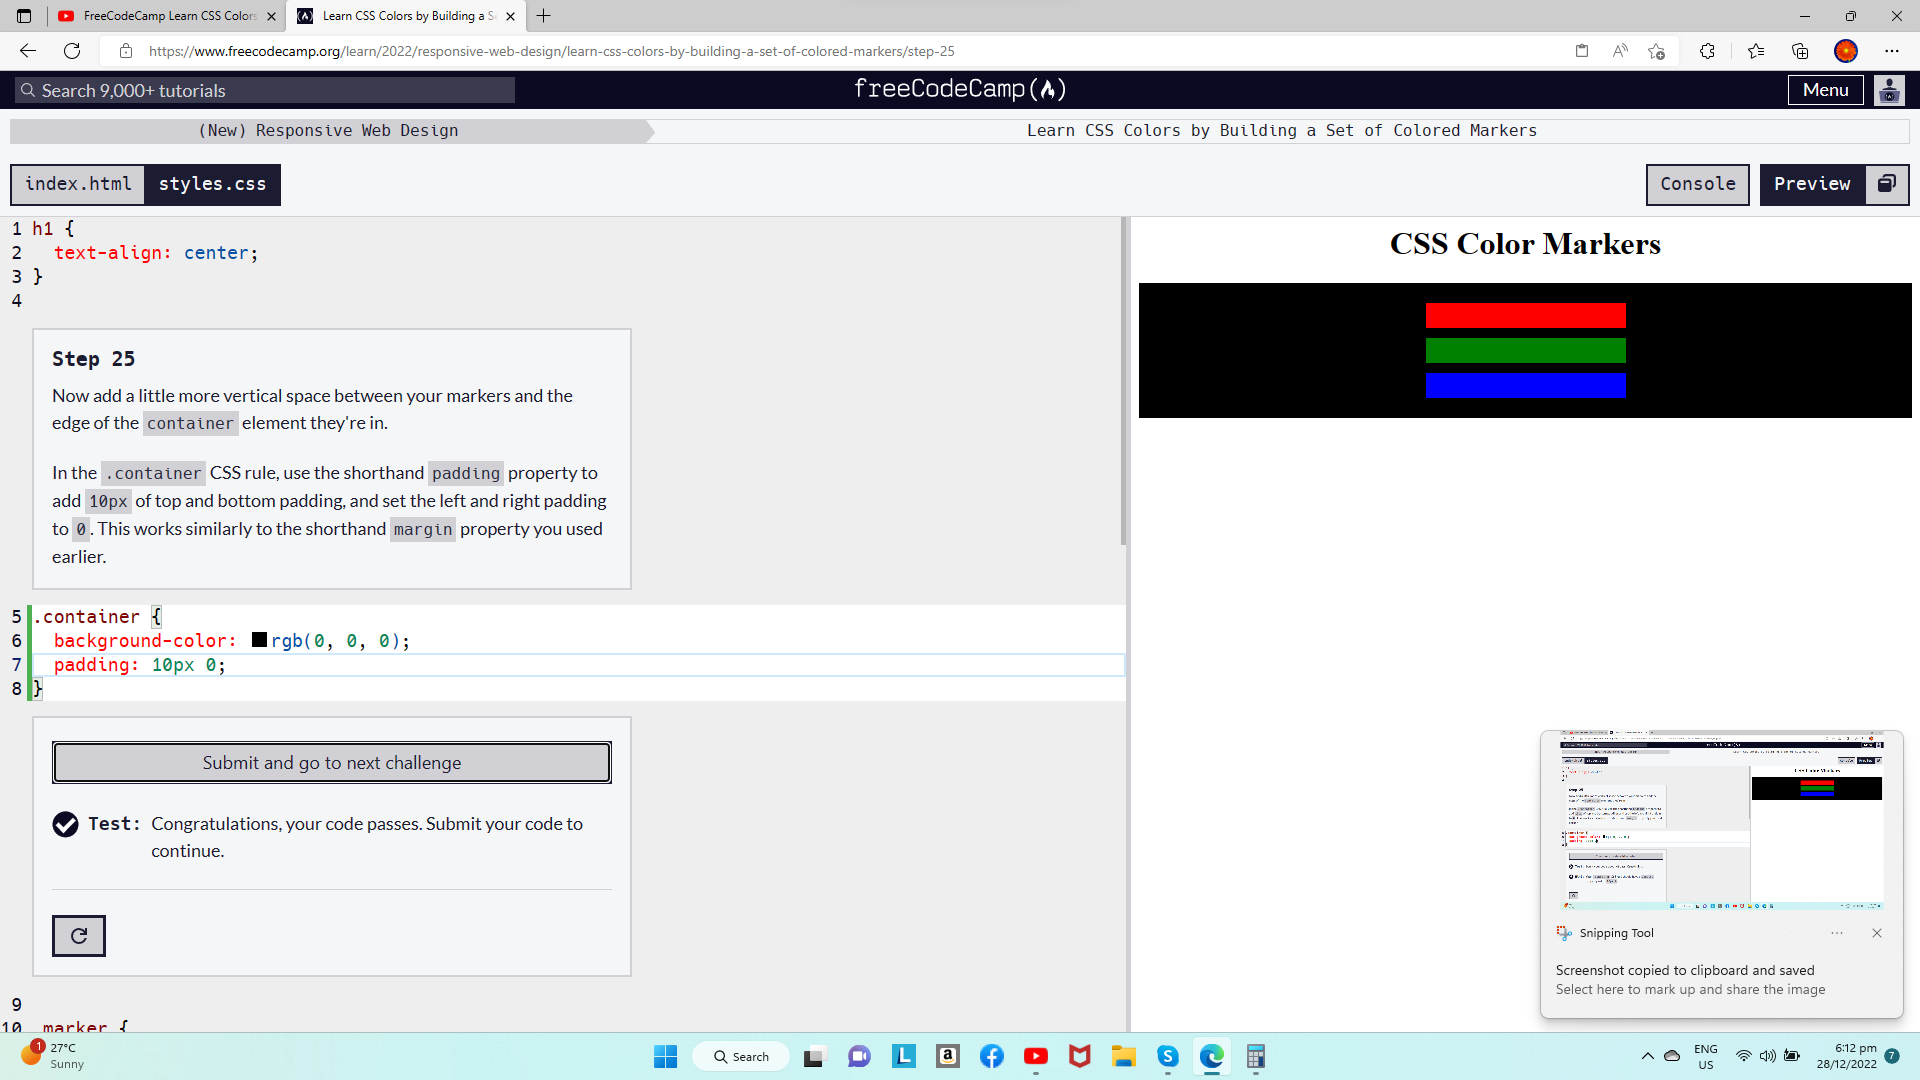 FreeCodeCamp Learn CSS Colors
Learn CSS Colors by Building a Se
https://www.freecodecamp.org/learn/2022/responsive-web-design/learn-css-colors-by-building-a-set-of-colored-markers/step-25
Search 9,000+ tutorials
freeCodeCamp
Menu
(New) Responsive Web Design
Learn CSS Colors by Building a Set of Colored Markers
index.html
styles.css
Console
Preview
1 h1 {
2 text-align: center;
3 }
4
Step 25
Now add a little more vertical space between your markers and the
edge of the container element they're in.
In the .container CSS rule, use the shorthand padding property to
add 10px of top and bottom padding, and set the left and right padding
to 0. This works similarly to the shorthand margin property you used
earlier.
5 .container {
6 background-color: rgb(0, 0, 0);
7 padding: 10px 0;
8 }
Submit and go to next challenge
Test: Congratulations, your code passes. Submit your code to
continue.
9
10 .marker {
CSS Color Markers
Snipping Tool
Screenshot copied to clipboard and saved
Select here to mark up and share the image
1
27°C
Sunny
Search
ENG
US
6:12 pm
28/12/2022
7